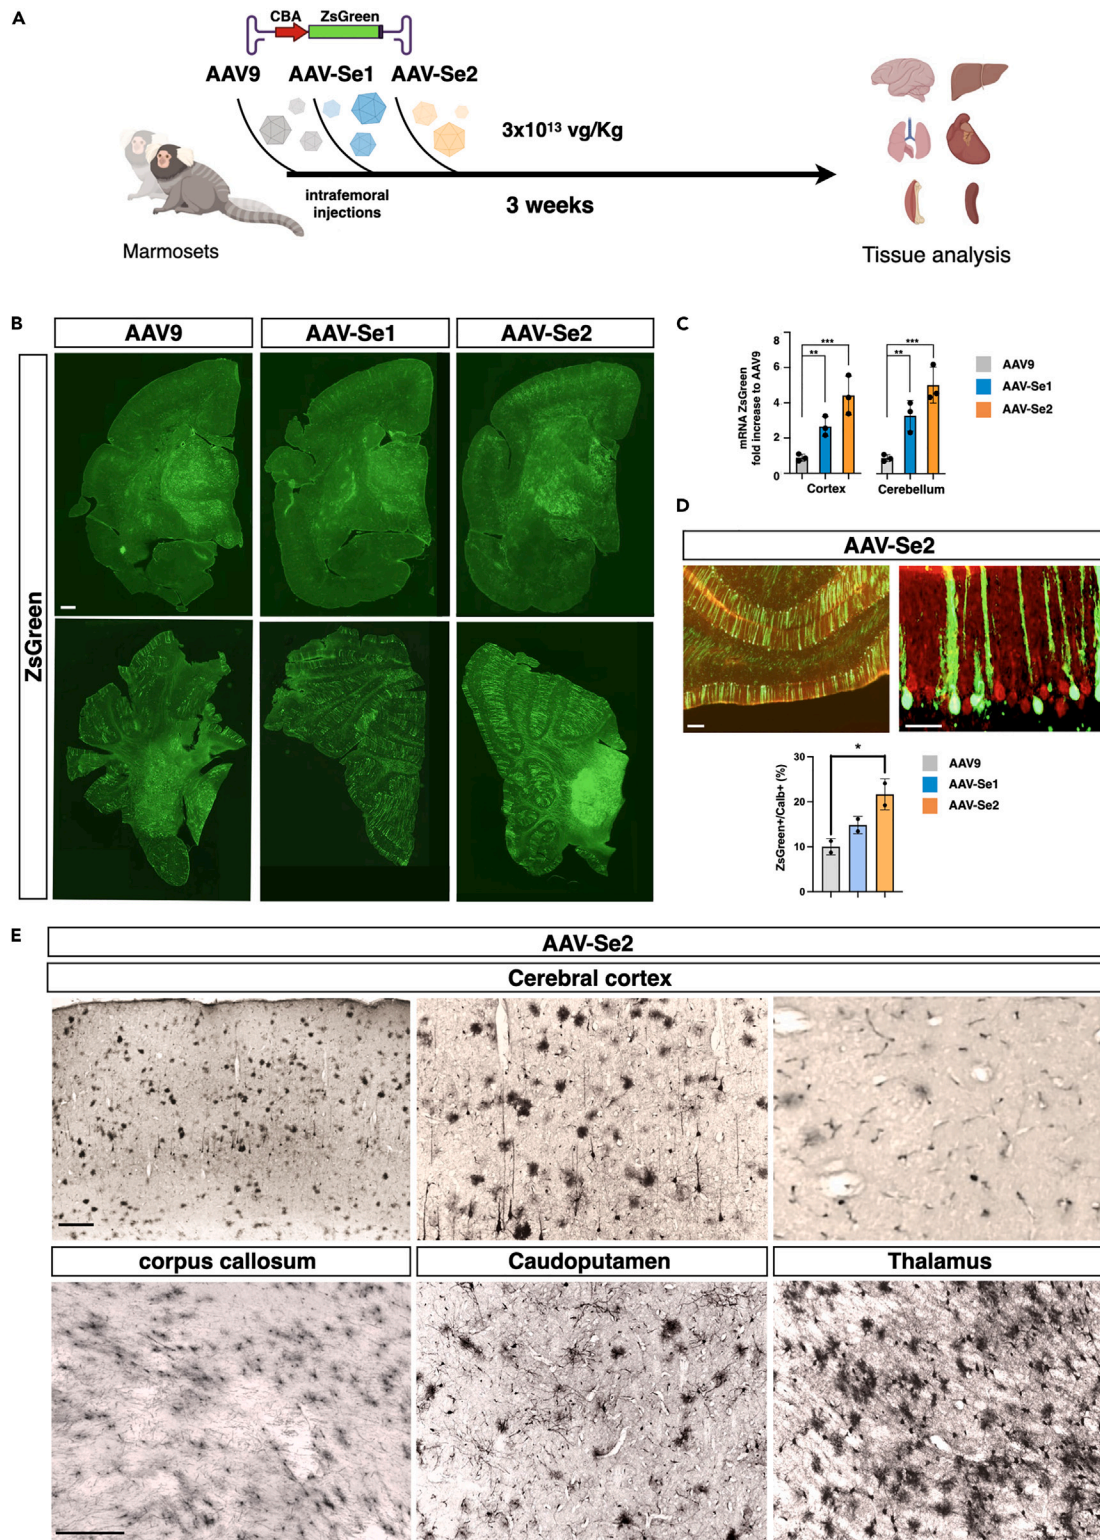 A
CBA ZsGreen
AAV9 AAV-Se1 AAV-Se2
3x10¹³ vg/Kg
intrafemoral
injections
3 weeks
Marmosets
Tissue analysis
B
AAV9 AAV-Se1 AAV-Se2
ZsGreen
C
mRNA ZsGreen
fold increase to AAV9
8
6
4
2
0
** ***
** ***
Cortex Cerebellum
AAV9
AAV-Se1
AAV-Se2
D
AAV-Se2
ZsGreen+/Calb+ (%)
30
20
10
0
*
AAV9
AAV-Se1
AAV-Se2
E
AAV-Se2
Cerebral cortex
corpus callosum Caudoputamen Thalamus